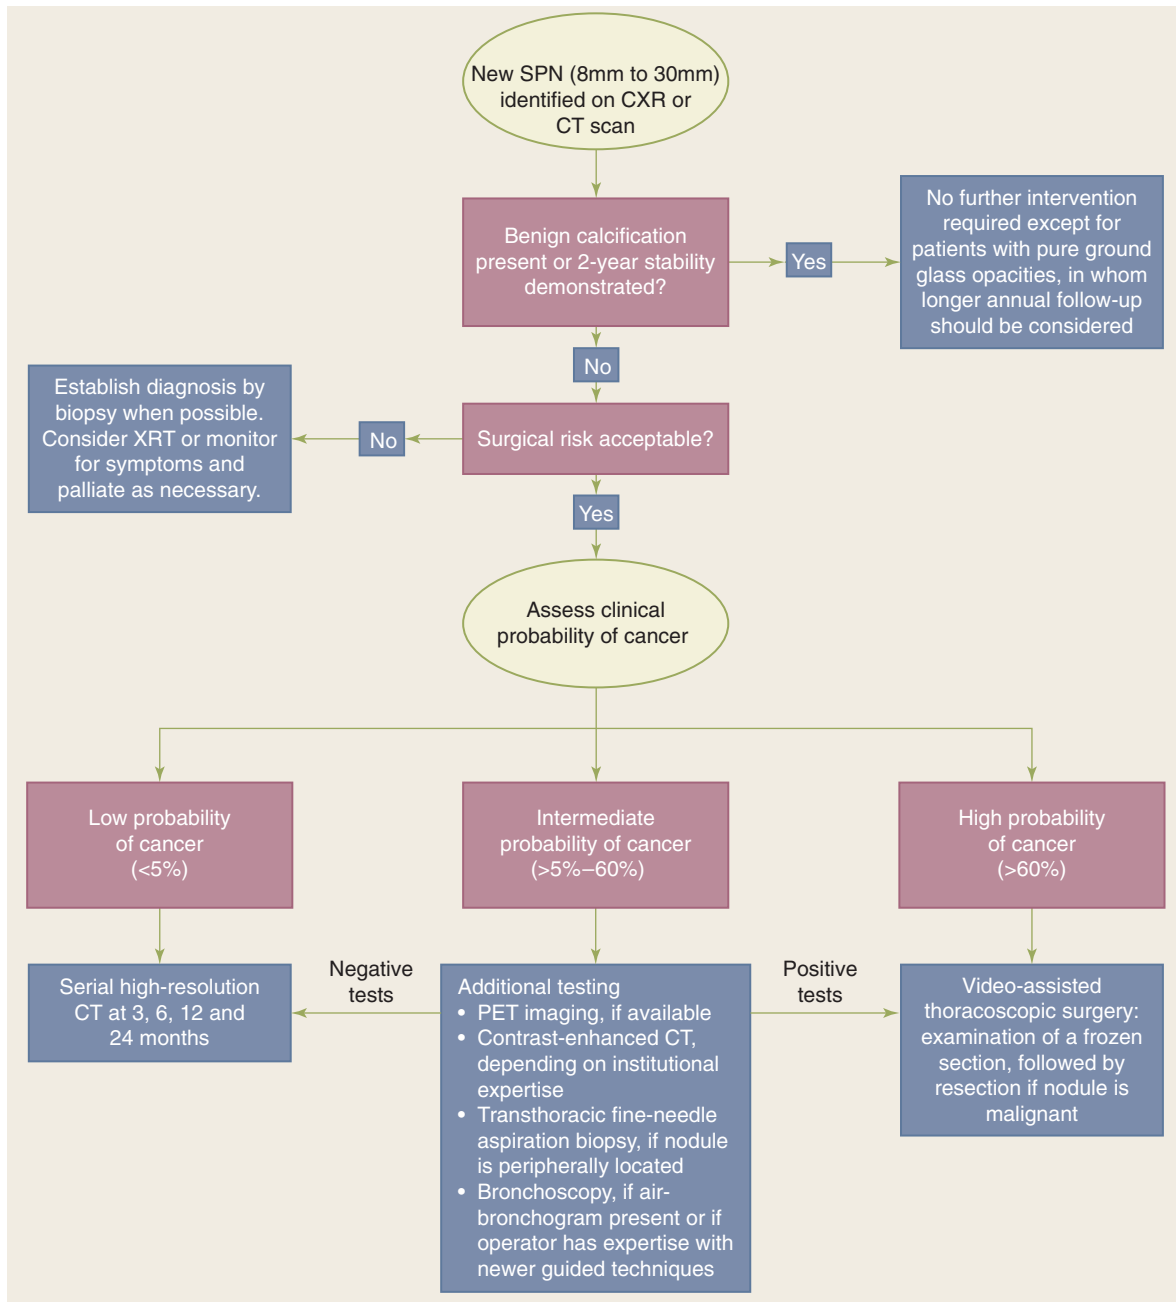 New SPN (8mm to 30mm)
identified on CXR or
CT scan
Benign calcification
present or 2-year stability
demonstrated?
Yes
No further intervention
required except for
patients with pure ground
glass opacities, in whom
longer annual follow-up
should be considered
No
Establish diagnosis by
biopsy when possible.
Consider XRT or monitor
for symptoms and
palliate as necessary.
No
Surgical risk acceptable?
Yes
Assess clinical
probability of cancer
Low probability
of cancer
(<5%)
Intermediate
probability of cancer
(>5%–60%)
High probability
of cancer
(>60%)
Serial high-resolution
CT at 3, 6, 12 and
24 months
Negative
tests
Additional testing
• PET imaging, if available
• Contrast-enhanced CT,
depending on institutional
expertise
• Transthoracic fine-needle
aspiration biopsy, if nodule
is peripherally located
• Bronchoscopy, if air-
bronchogram present or if
operator has expertise with
newer guided techniques
Positive
tests
Video-assisted
thoracoscopic surgery:
examination of a frozen
section, followed by
resection if nodule is
malignant